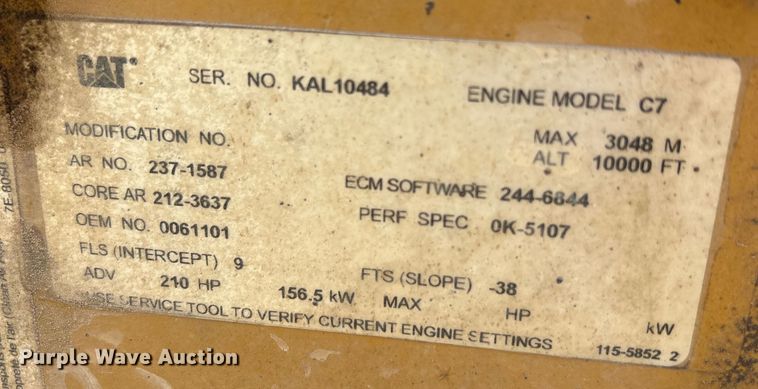 CAT SER. NO. KAL10484 ENGINE MODEL C7
MODIFICATION NO. MAX 3048 M
AR NO. 237-1587 ALT 10000 FT
CORE AR 212-3637 ECM SOFTWARE 244-6844
OEM NO. 0061101 PERF SPEC 0K-5107
FLS (INTERCEPT) 9 FTS (SLOPE) -38
ADV 210 HP 156.5 kW MAX HP kW
USE SERVICE TOOL TO VERIFY CURRENT ENGINE SETTINGS 115-5852 2
7E-6050
Purple Wave Auction